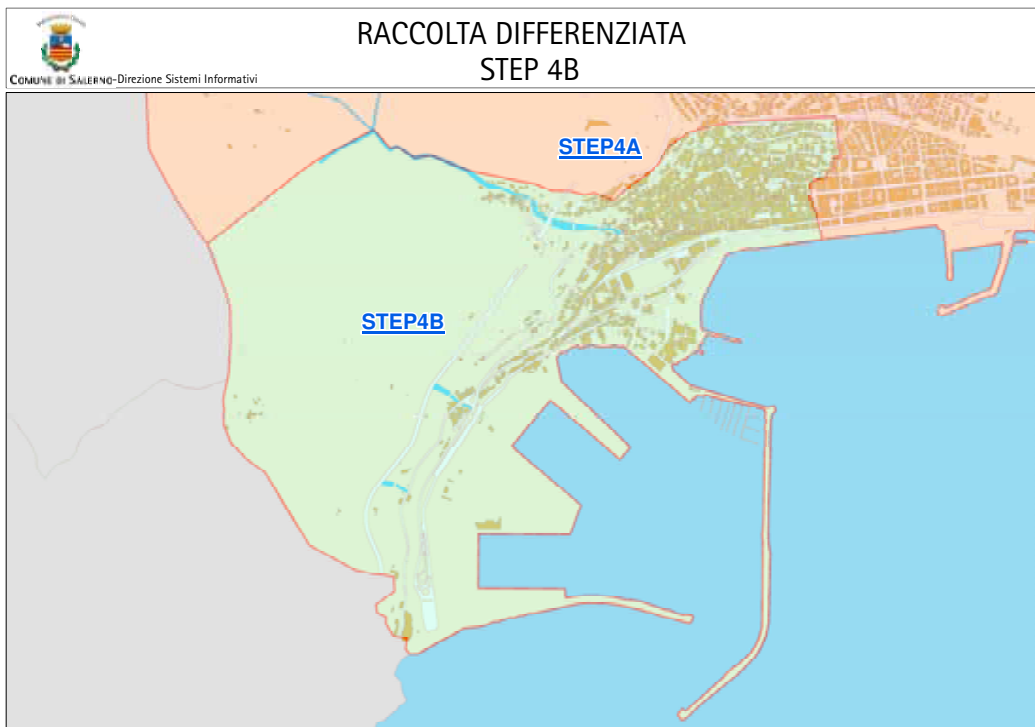 RACCOLTA DIFFERENZIATA
STEP 4B
COMUNE DI SALERNO-Direzione Sistemi Informativi
STEP4A
STEP4B